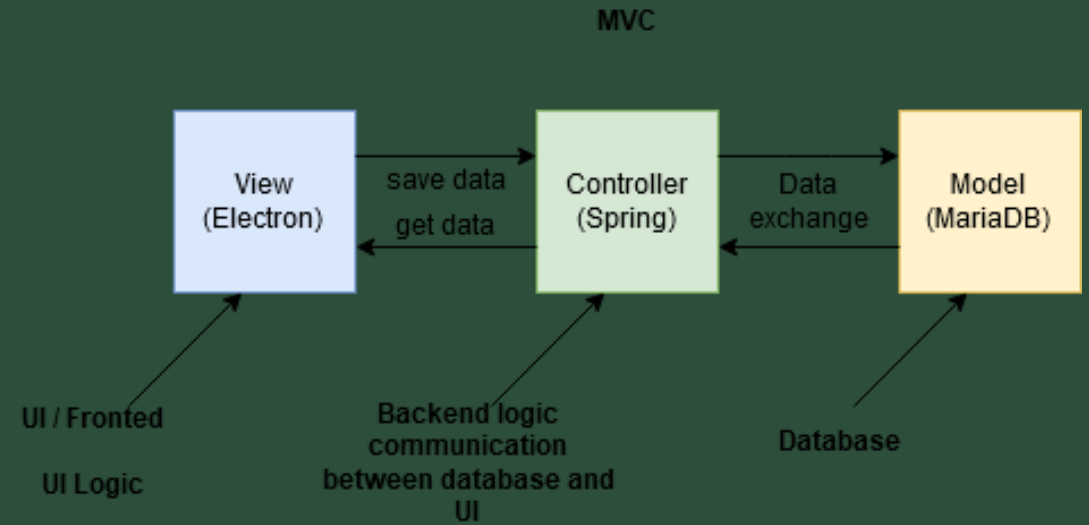 MVC
View
(Electron)
save data
get data
Controller
(Spring)
Data
exchange
Model
(MariaDB)
UI / Fronted
UI Logic
Backend logic
communication
between database and
UI
Database